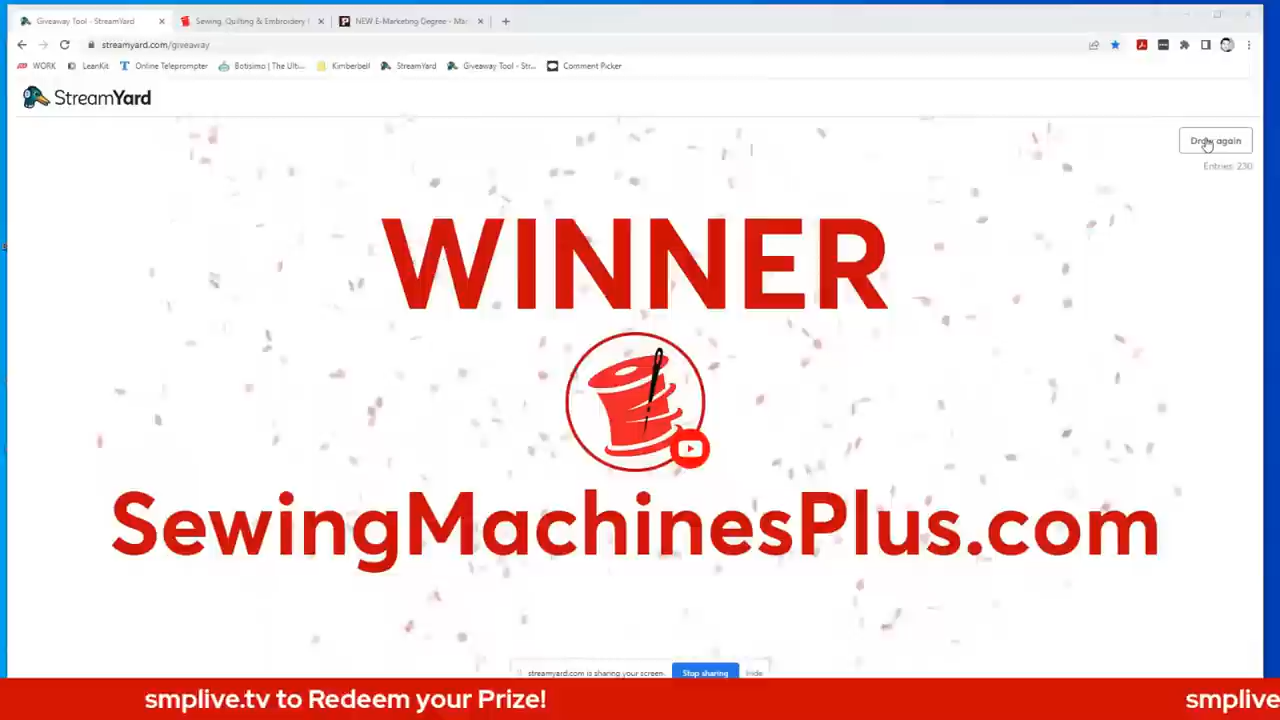 Giveaway Tool - StreamYard
Sewing, Quilting & Embroidery
NEW E-Marketing Degree - Mar
streamyard.com/giveaway
WORK LeanKit Online Teleprompter Botisimo | The Ulti... Kimberbell StreamYard Giveaway Tool - Str... Comment Picker
StreamYard
Draw again
Entries: 230
WINNER
SewingMachinesPlus.com
streamyard.com is sharing your screen. Stop sharing Hide
smplive.tv to Redeem your Prize! smplive